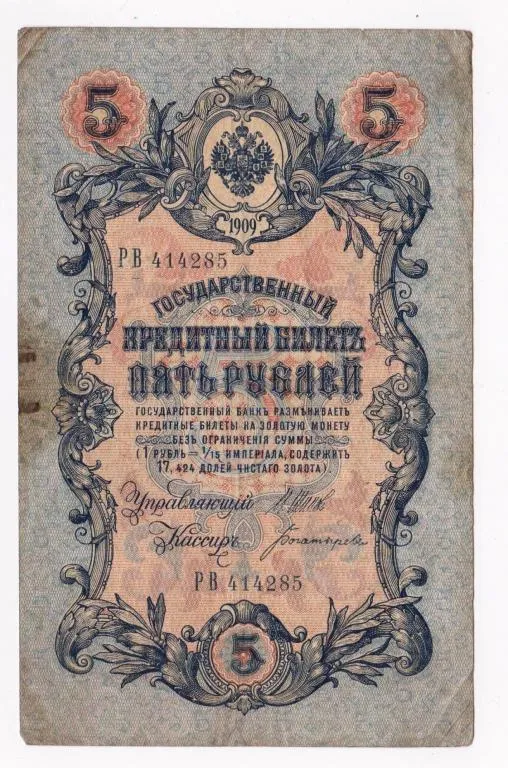 5 5
1909
РВ 414285
ГОСУДАРСТВЕННЫЙ
КРЕДИТНЫЙ БИЛЕТЪ
ПЯТЬ РУБЛЕЙ
ГОСУДАРСТВЕННЫЙ БАНКЪ РАЗМѢНИВАЕТЪ
КРЕДИТНЫЕ БИЛЕТЫ НА ЗОЛОТУЮ МОНЕТУ
БЕЗЪ ОГРАНИЧЕНІЯ СУММЫ
(1 РУБЛЬ = 1/15 ИМПЕРІАЛА, СОДЕРЖИТЪ
17,424 ДОЛЕЙ ЧИСТАГО ЗОЛОТА)
Управляющій
Кассиръ Богатыревъ
РВ 414285
5